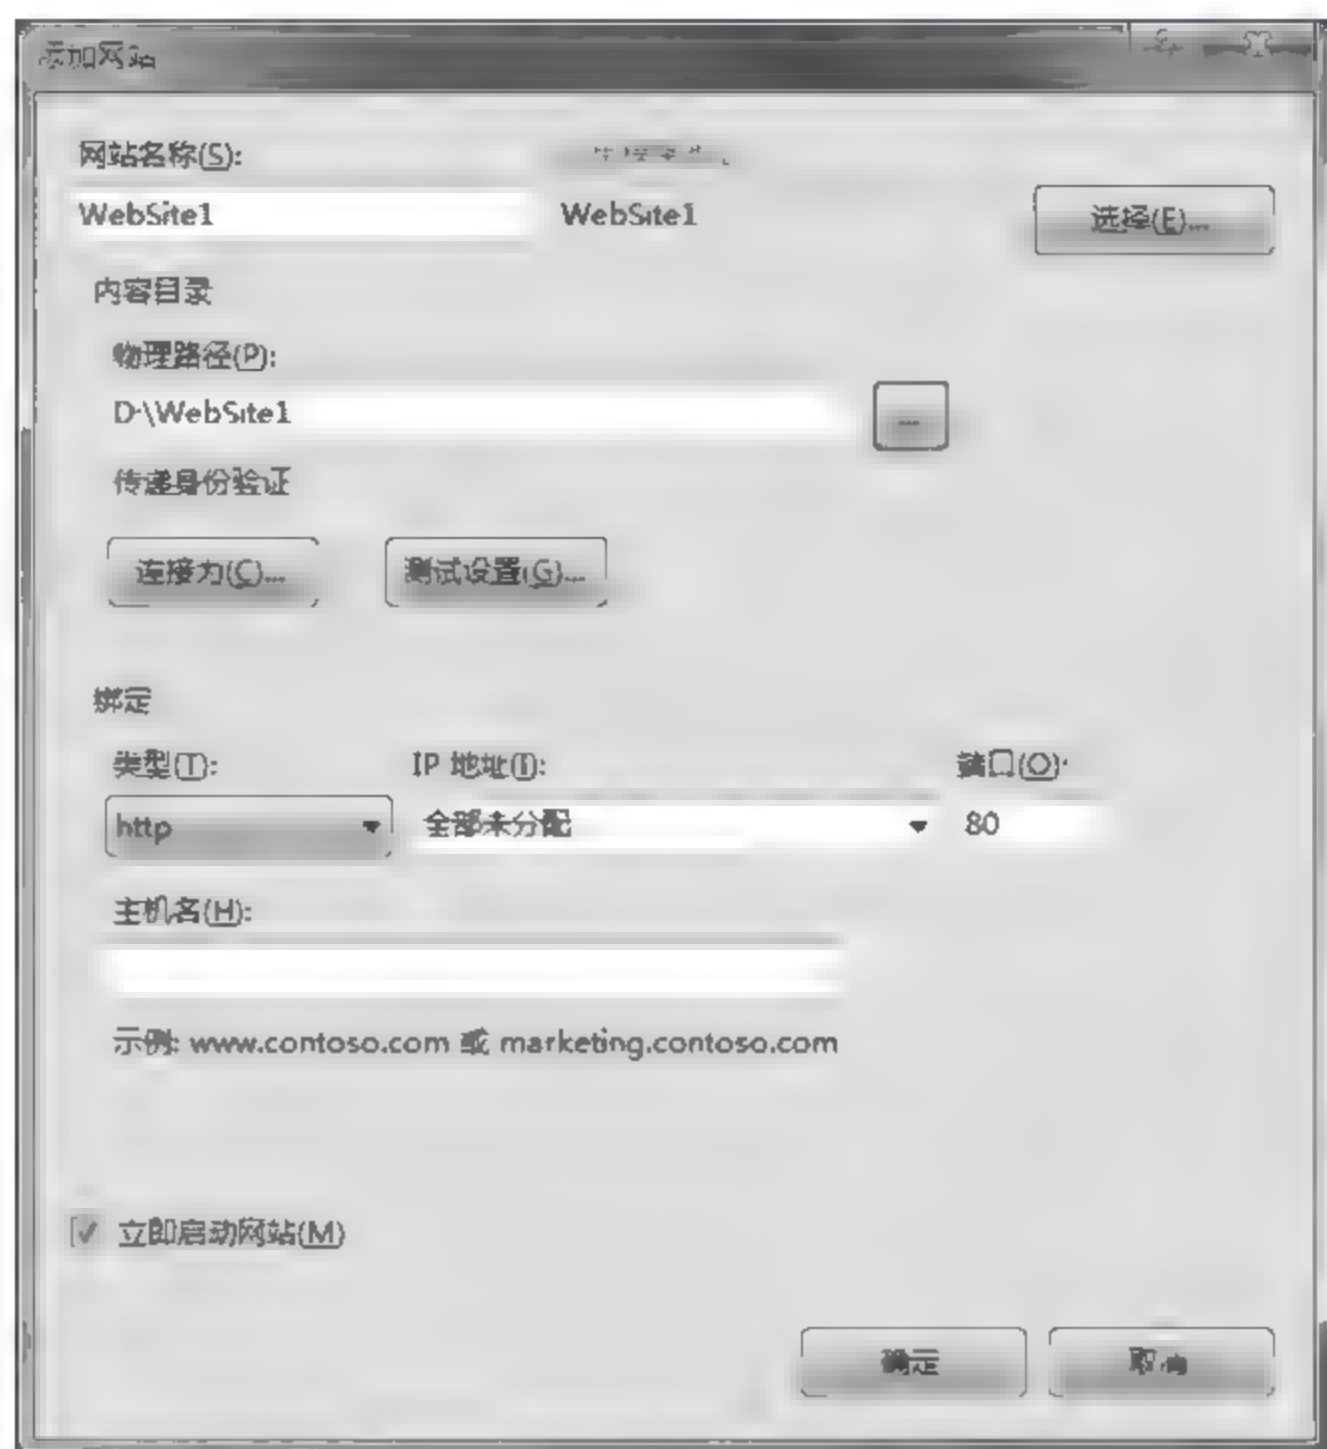 添加网站
网站名称(S):
WebSite1 WebSite1 选择(E)...
内容目录
物理路径(P):
D:\WebSite1 ...
传递身份验证
连接为(C)... 测试设置(G)...
绑定
类型(T): IP 地址(I): 端口(O):
http 全部未分配 80
主机名(H):
示例: www.contoso.com 或 marketing.contoso.com
立即启动网站(M)
确定 取消